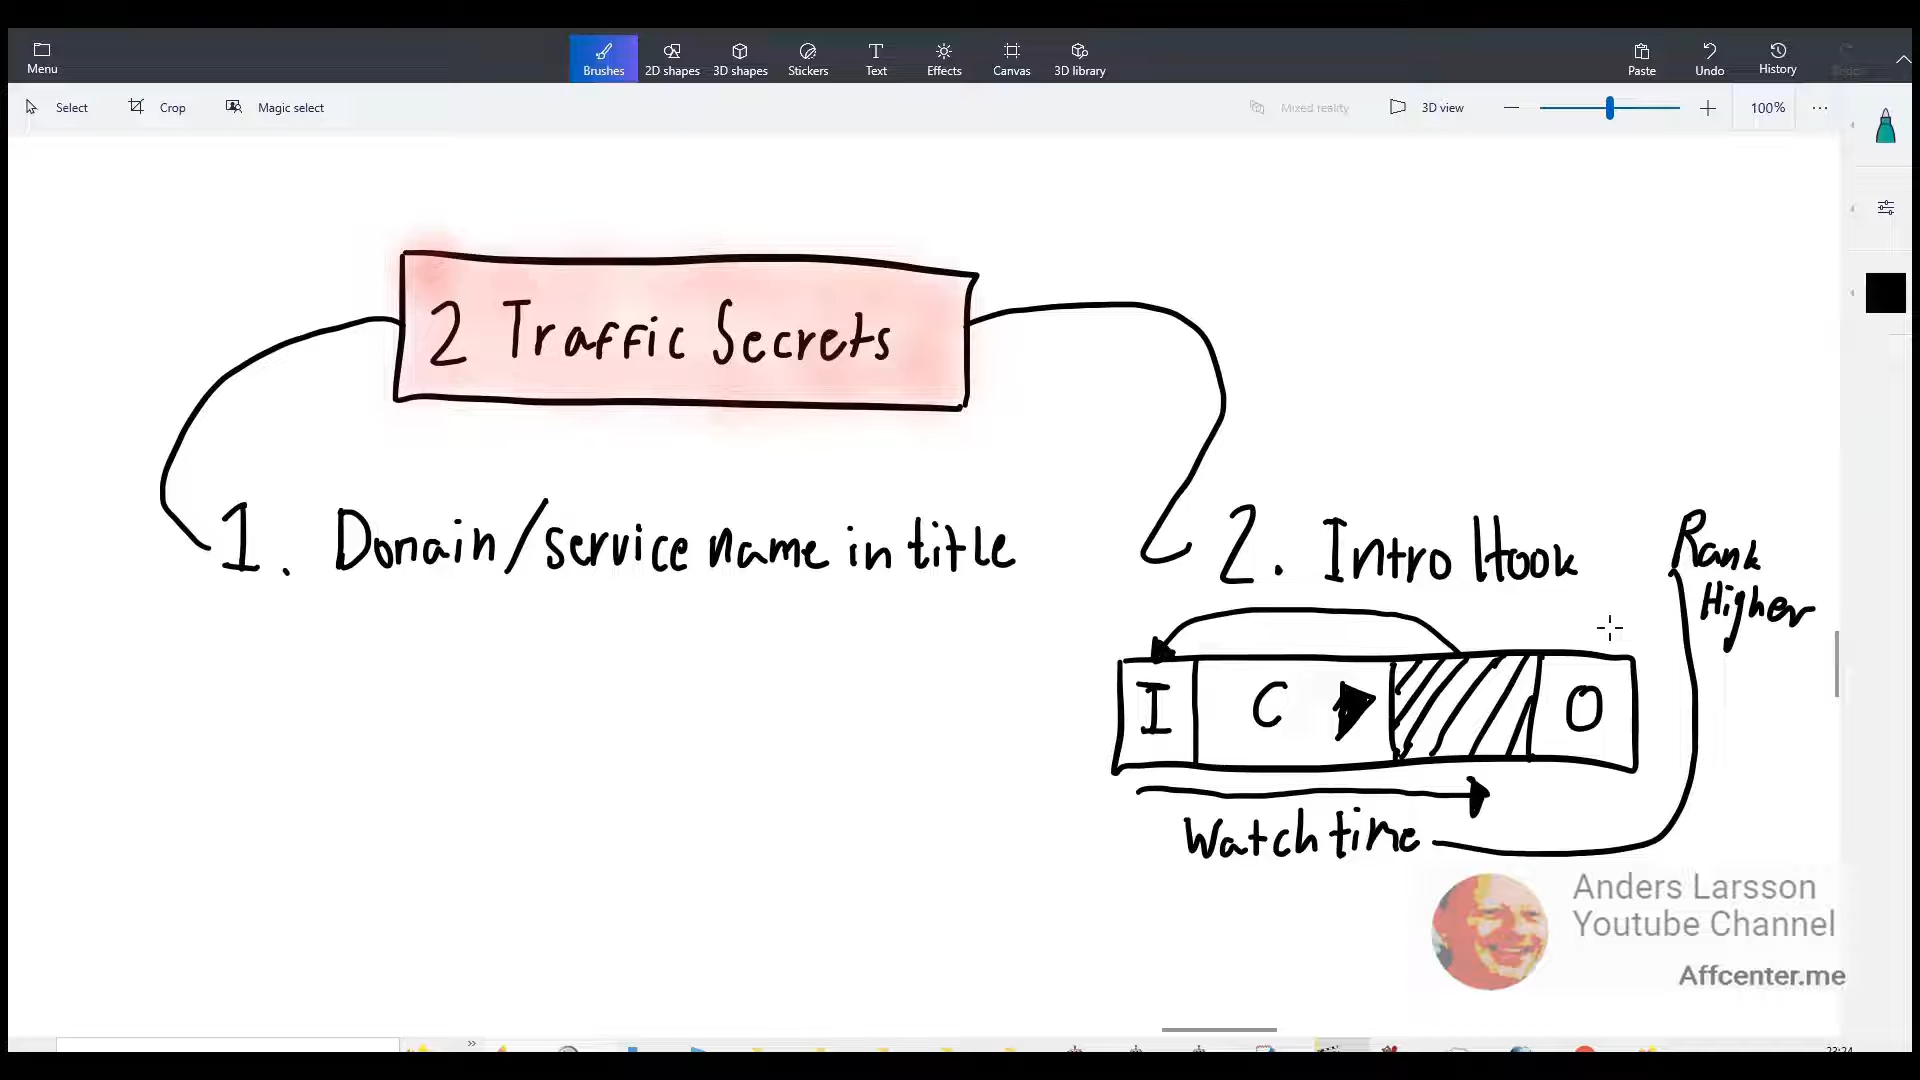 Menu
Brushes
2D shapes
3D shapes
Stickers
Text
Effects
Canvas
3D library
Paste
Undo
History
Select
Crop
Magic select
Mixed reality
3D view
100%
2 Traffic Secrets
1. Domain/service name in title
2. Intro Hook
Rank
Higher
I
C
O
Watch time
Anders Larsson
Youtube Channel
Affcenter.me